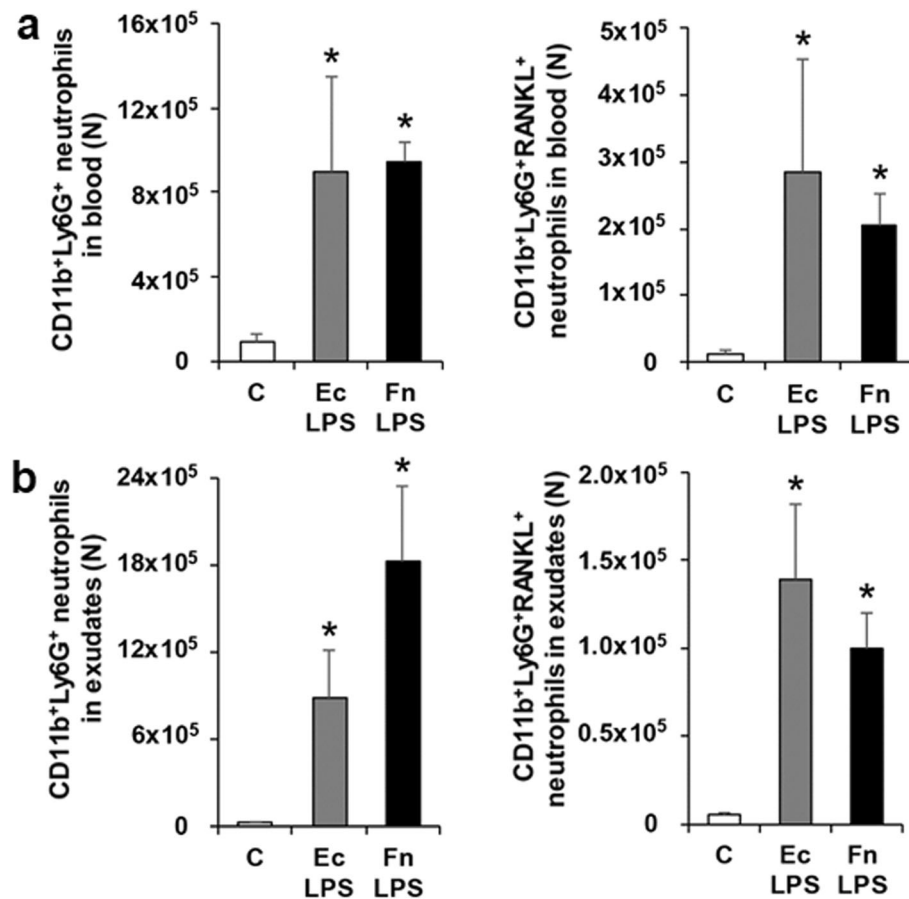 a
CD11b⁺Ly6G⁺ neutrophils
in blood (N)
16x10⁵
12x10⁵
8x10⁵
4x10⁵
0
* *
C Ec Fn
LPS LPS
CD11b⁺Ly6G⁺RANKL⁺
neutrophils in blood (N)
5x10⁵
4x10⁵
3x10⁵
2x10⁵
1x10⁵
0
* *
C Ec Fn
LPS LPS
b
CD11b⁺Ly6G⁺ neutrophils
in exudates (N)
24x10⁵
18x10⁵
12x10⁵
6x10⁵
0
* *
C Ec Fn
LPS LPS
CD11b⁺Ly6G⁺RANKL⁺
neutrophils in exudates (N)
2.0x10⁵
1.5x10⁵
1.0x10⁵
0.5x10⁵
0
* *
C Ec Fn
LPS LPS